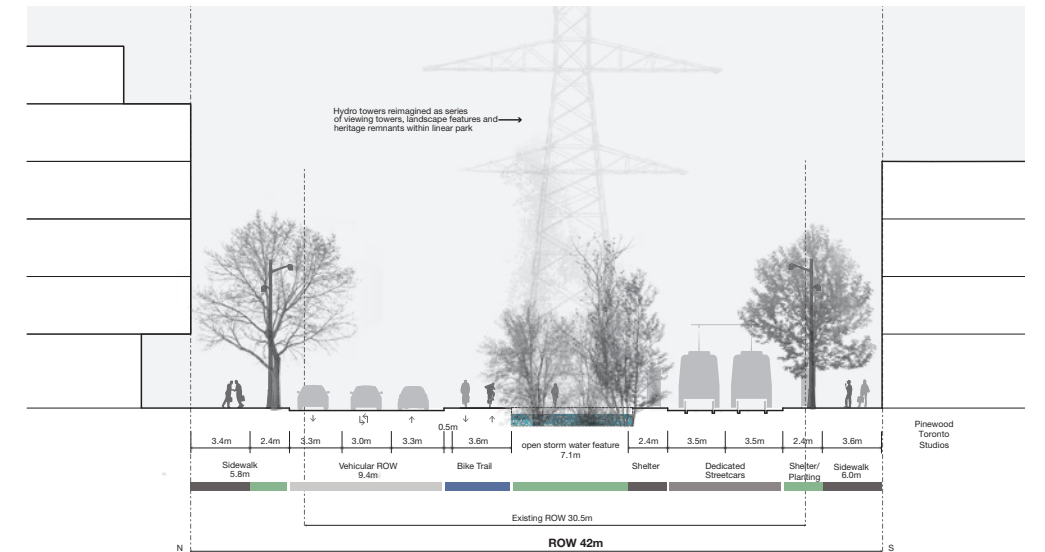 Hydro towers reimagined as series
of viewing towers, landscape features and
heritage remnants within linear park
0.5m
3.4m 2.4m 3.3m 3.0m 3.3m 3.6m open storm water feature 2.4m 3.5m 3.5m 2.4m 3.6m
7.1m
Pinewood
Toronto
Studios
Sidewalk
5.8m
Vehicular ROW
9.4m
Bike Trail
Shelter
Dedicated
Streetcars
Shelter/
Planting
Sidewalk
6.0m
Existing ROW 30.5m
N ROW 42m S